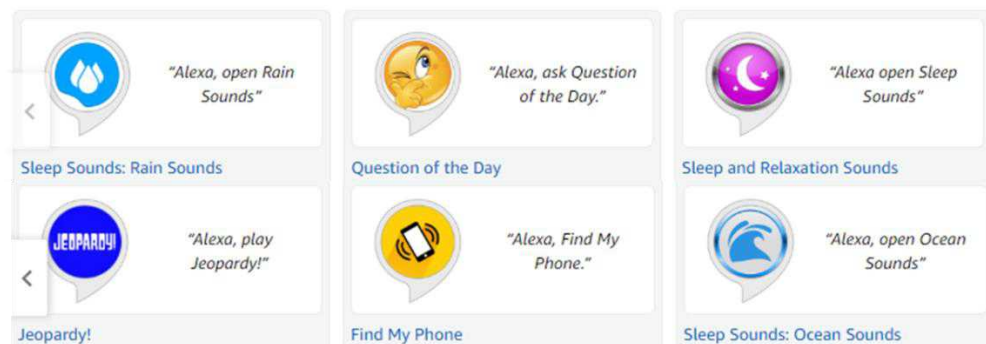 “Alexa, open Rain
Sounds”
Sleep Sounds: Rain Sounds
“Alexa, ask Question
of the Day.”
Question of the Day
“Alexa open Sleep
Sounds”
Sleep and Relaxation Sounds
JEOPARDY!
“Alexa, play
Jeopardy!”
Jeopardy!
“Alexa, Find My
Phone.”
Find My Phone
“Alexa, open Ocean
Sounds”
Sleep Sounds: Ocean Sounds